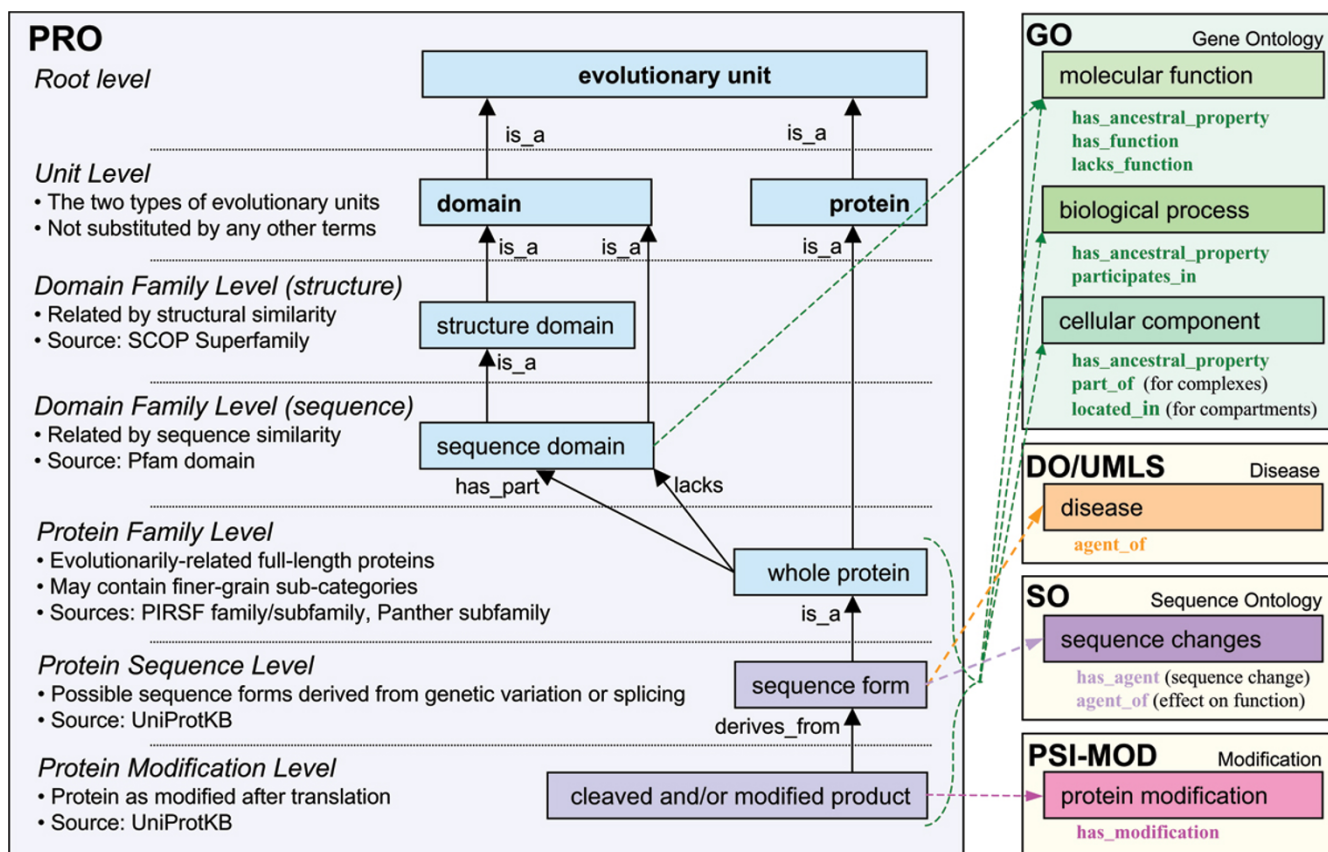 PRO
Root level
evolutionary unit
is_a
is_a
Unit Level
• The two types of evolutionary units
• Not substituted by any other terms
domain
protein
is_a
is_a
is_a
Domain Family Level (structure)
• Related by structural similarity
• Source: SCOP Superfamily
structure domain
is_a
Domain Family Level (sequence)
• Related by sequence similarity
• Source: Pfam domain
sequence domain
has_part
lacks
Protein Family Level
• Evolutionarily-related full-length proteins
• May contain finer-grain sub-categories
• Sources: PIRSF family/subfamily, Panther subfamily
whole protein
is_a
Protein Sequence Level
• Possible sequence forms derived from genetic variation or splicing
• Source: UniProtKB
sequence form
derives_from
Protein Modification Level
• Protein as modified after translation
• Source: UniProtKB
cleaved and/or modified product
GO Gene Ontology
molecular function
has_ancestral_property
has_function
lacks_function
biological process
has_ancestral_property
participates_in
cellular component
has_ancestral_property
part_of (for complexes)
located_in (for compartments)
DO/UMLS Disease
disease
agent_of
SO Sequence Ontology
sequence changes
has_agent (sequence change)
agent_of (effect on function)
PSI-MOD Modification
protein modification
has_modification